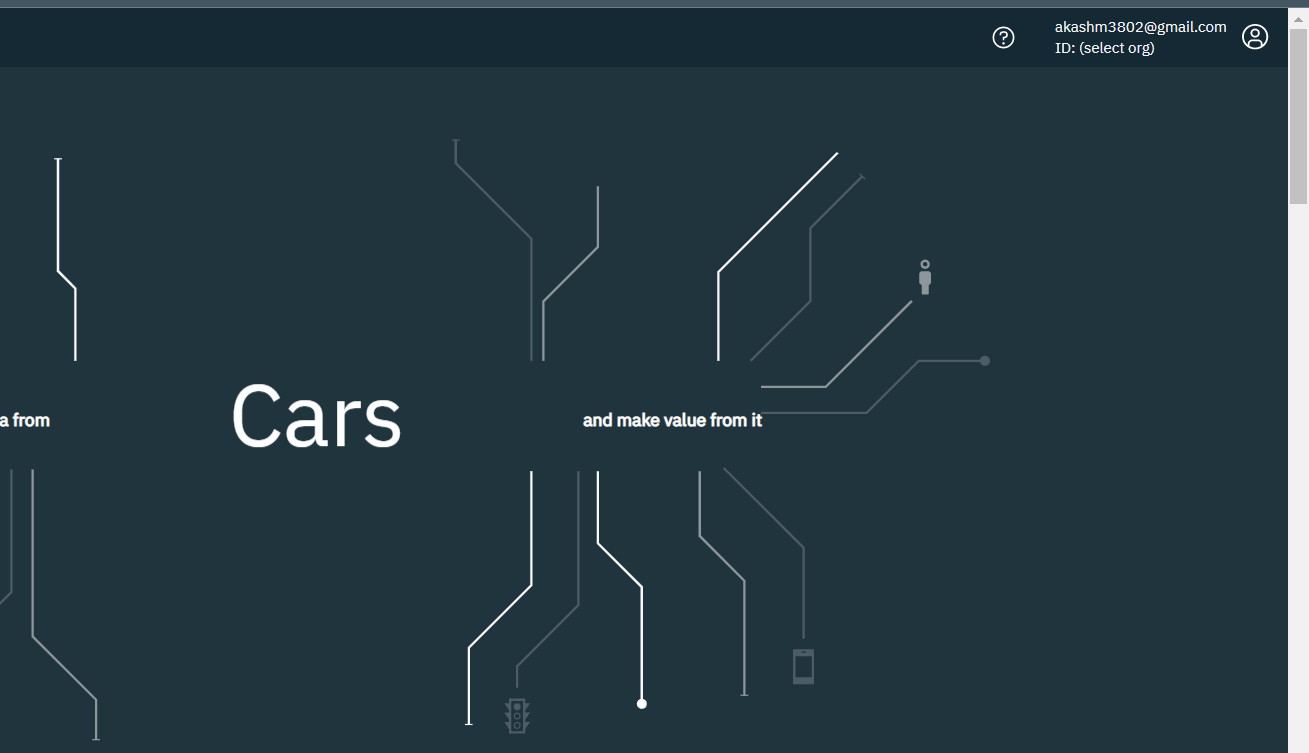 akashm3802@gmail.com
ID: (select org)
a from
Cars
and make value from it